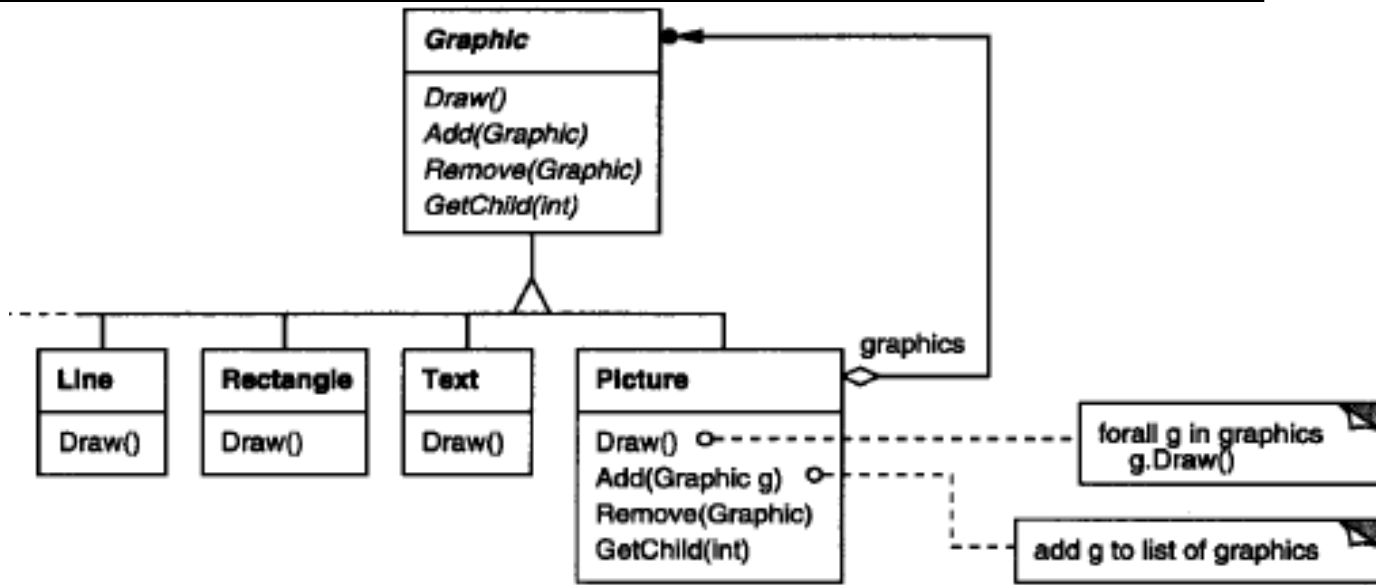 Graphic
Draw()
Add(Graphic)
Remove(Graphic)
GetChild(int)
graphics
Line
Draw()
Rectangle
Draw()
Text
Draw()
Picture
Draw()
Add(Graphic g)
Remove(Graphic)
GetChild(int)
forall g in graphics
g.Draw()
add g to list of graphics